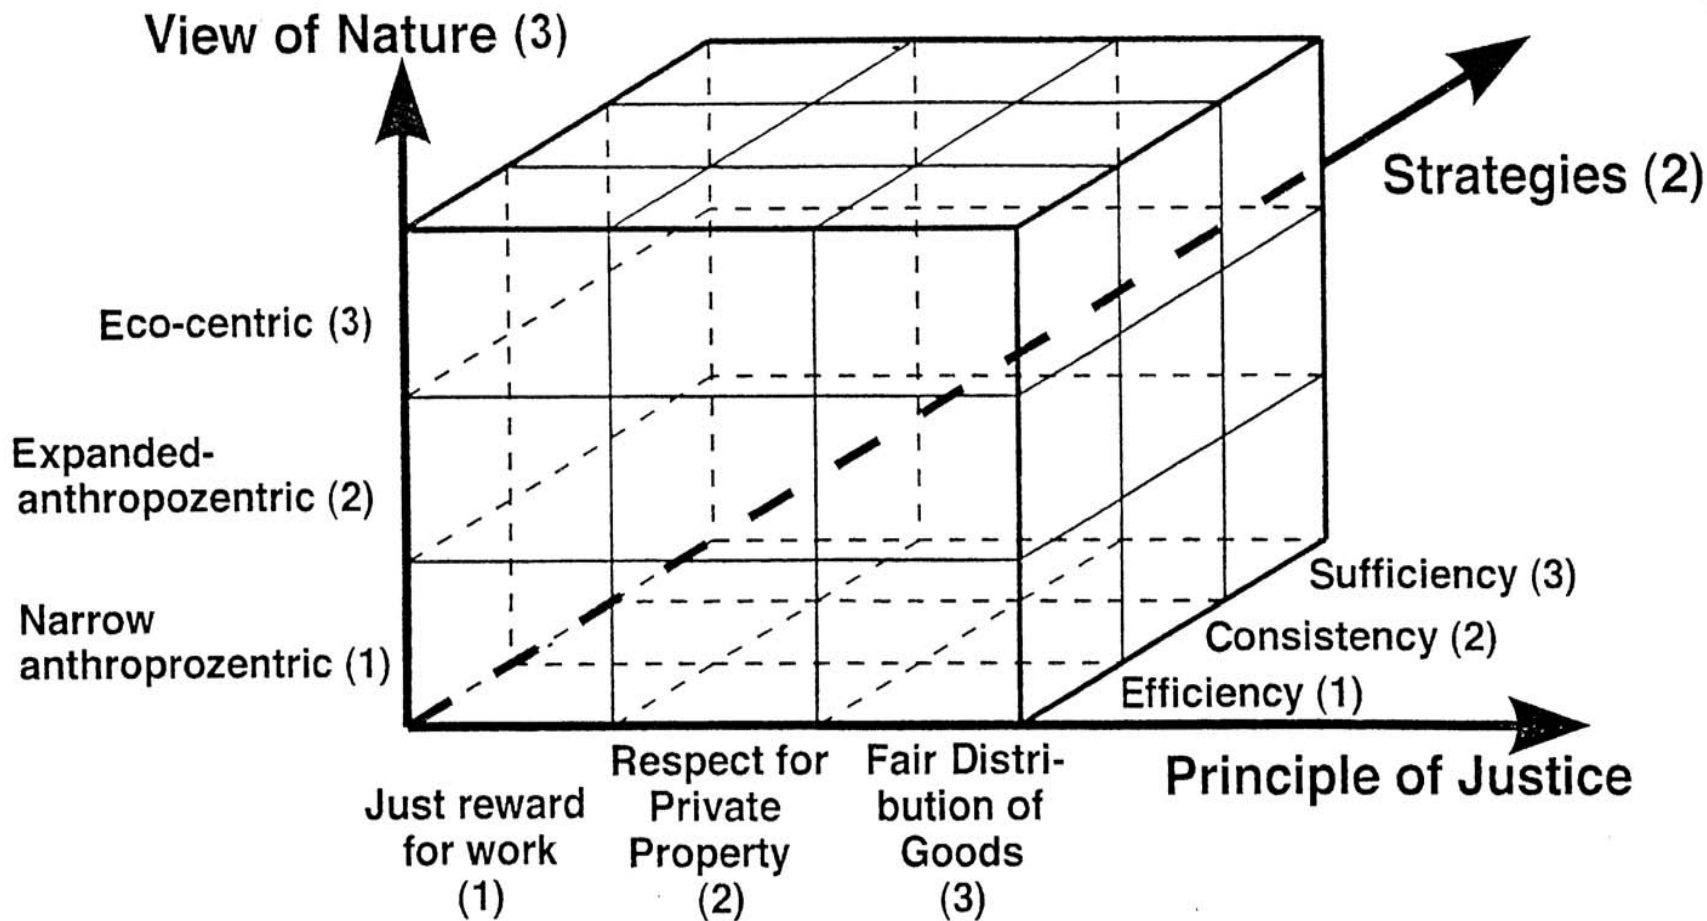 View of Nature (3)
Strategies (2)
Eco-centric (3)
Expanded-
anthropozentric (2)
Narrow
anthroprozentric (1)
Sufficiency (3)
Consistency (2)
Efficiency (1)
Principle of Justice
Just reward
for work
(1)
Respect for
Private
Property
(2)
Fair Distri-
bution of
Goods
(3)